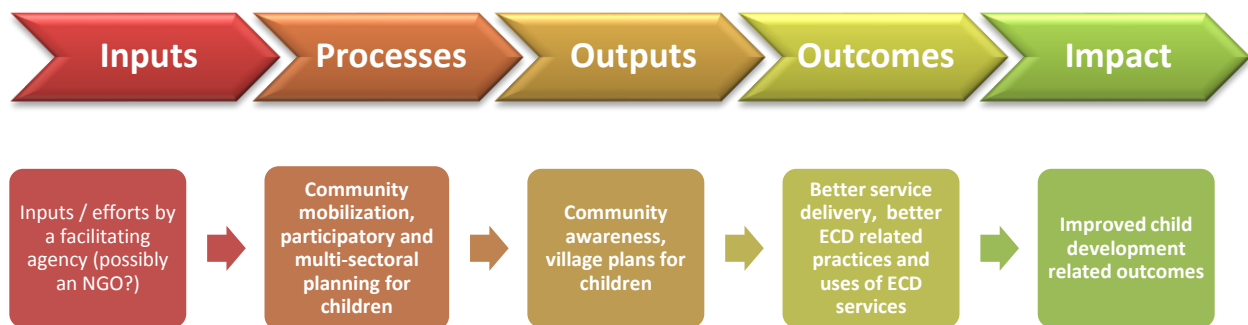 Inputs
Processes
Outputs
Outcomes
Impact
Inputs / efforts by
a facilitating
agency (possibly
an NGO?)
Community
mobilization,
participatory and
multi-sectoral
planning for
children
Community
awareness,
village plans for
children
Better service
delivery, better
ECD related
practices and
uses of ECD
services
Improved child
development
related outcomes